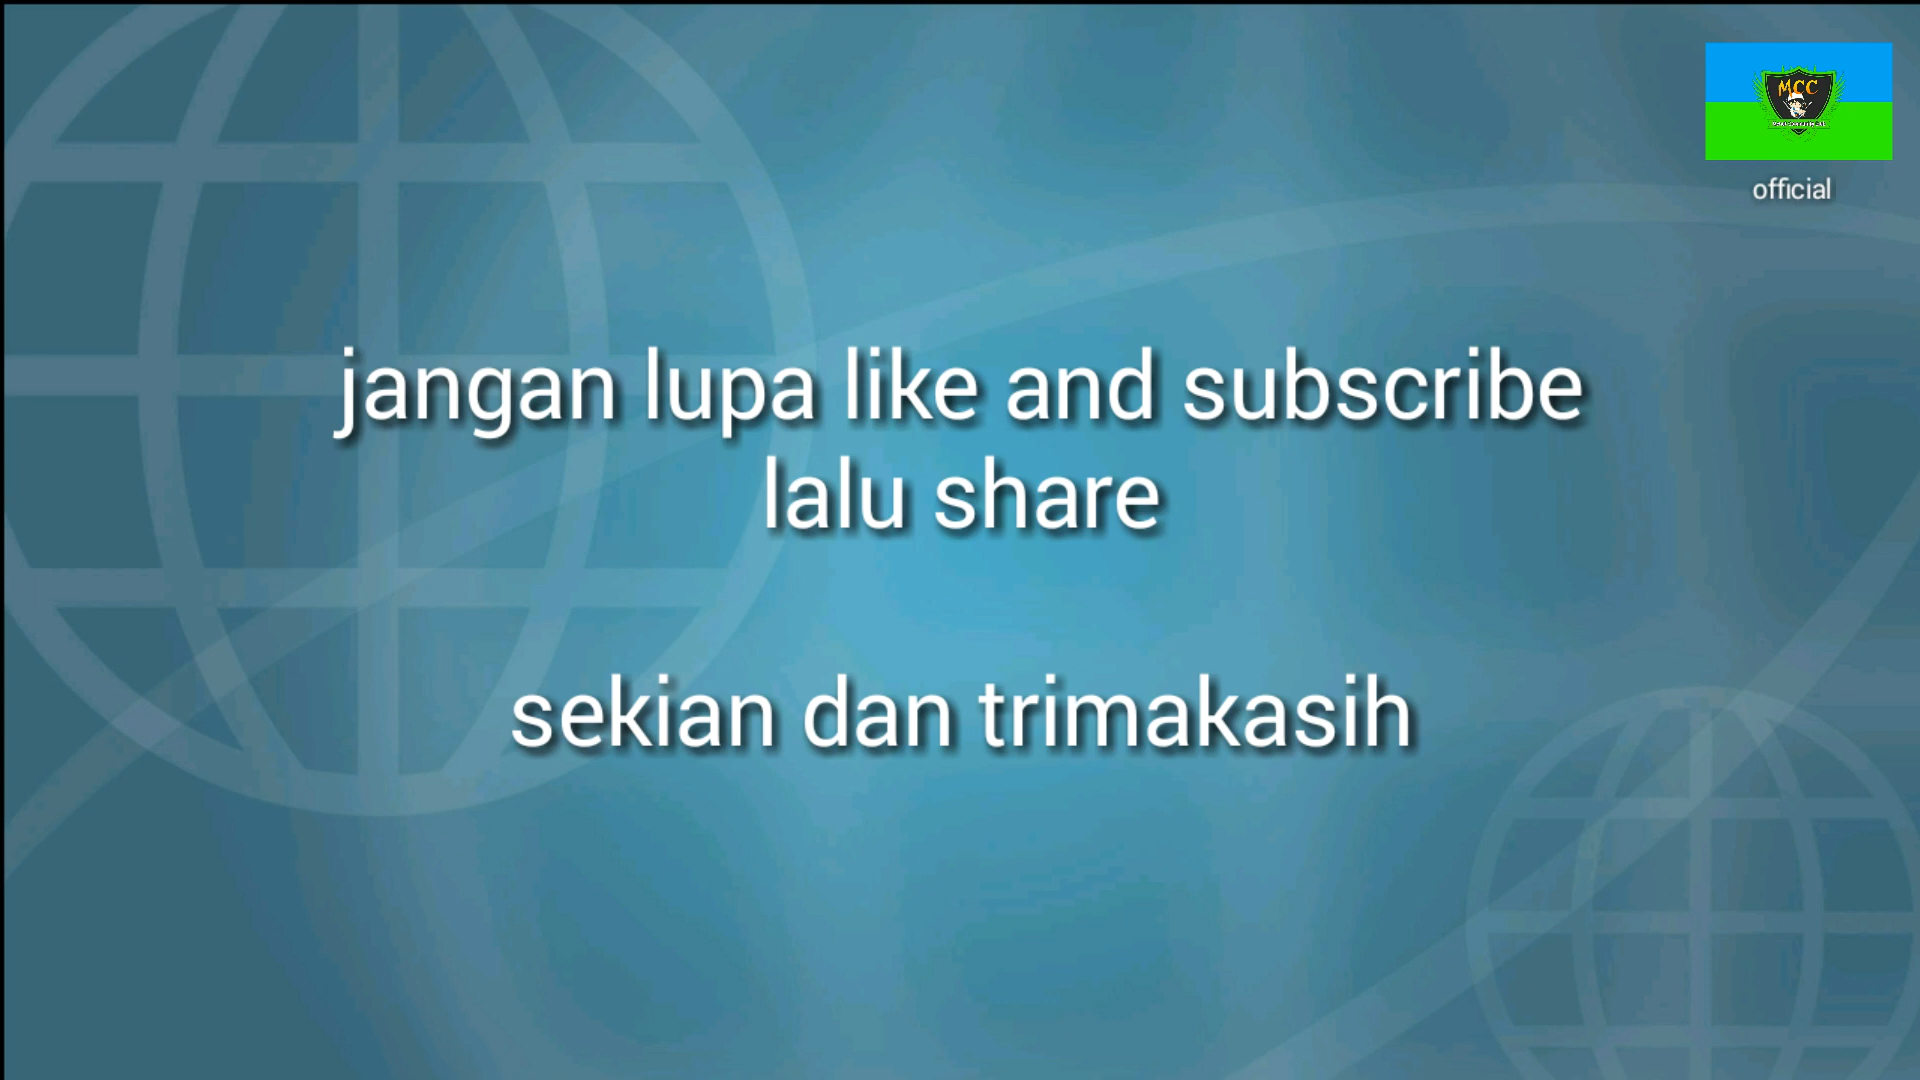 MCC
official
jangan lupa like and subscribe
lalu share
sekian dan trimakasih